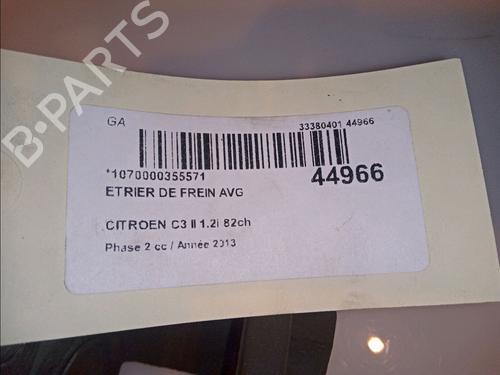 B-PARTS
GA
33380401 44966
*1070000355571
44966
ETRIER DE FREIN AVG
CITROEN C3 II 1.2i 82ch
Phase 2 cc / Année 2013